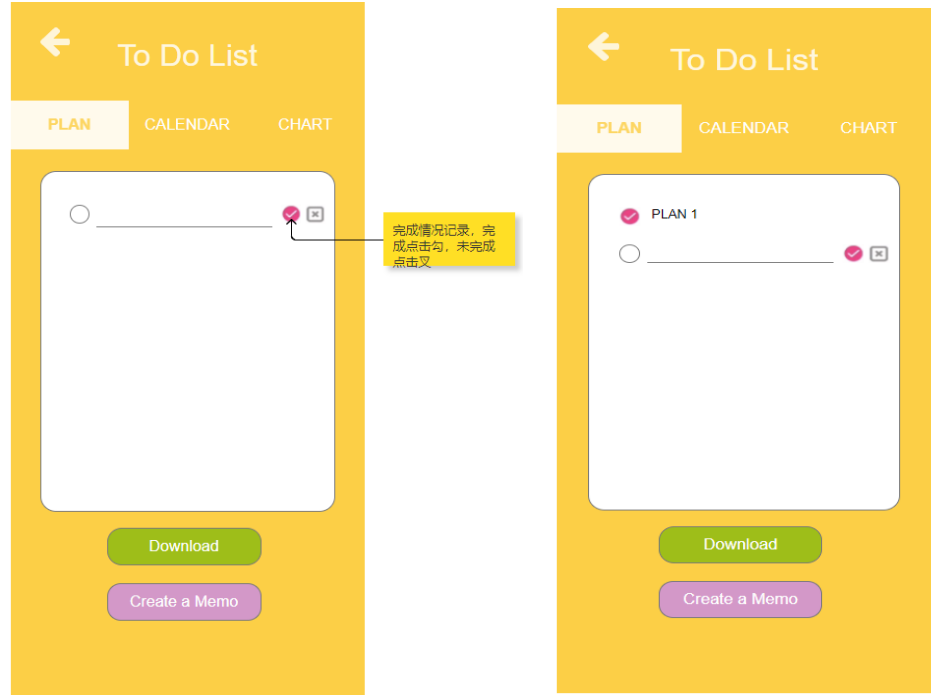 To Do List
PLAN CALENDAR CHART
完成情况记录，完
成点击勾，未完成
点击叉
Download
Create a Memo
To Do List
PLAN CALENDAR CHART
PLAN 1
Download
Create a Memo